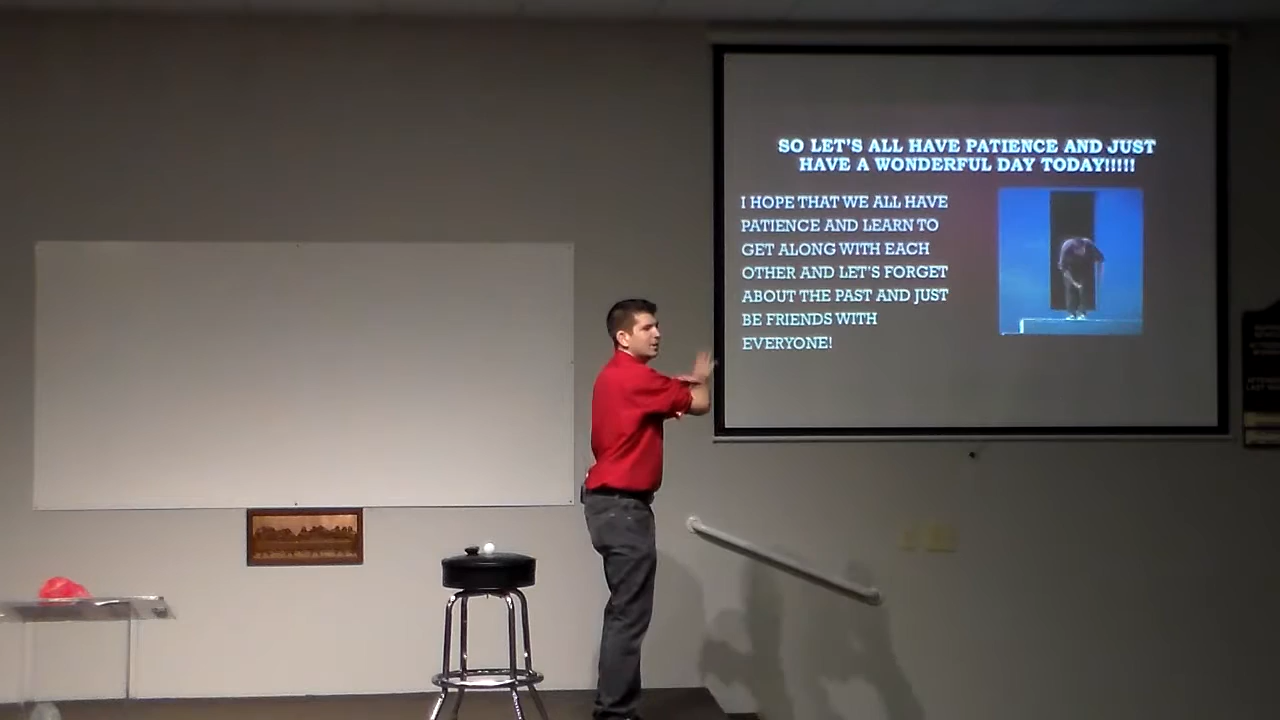 SO LET'S ALL HAVE PATIENCE AND JUST
HAVE A WONDERFUL DAY TODAY!!!!!
I HOPE THAT WE ALL HAVE
PATIENCE AND LEARN TO
GET ALONG WITH EACH
OTHER AND LET'S FORGET
ABOUT THE PAST AND JUST
BE FRIENDS WITH
EVERYONE!